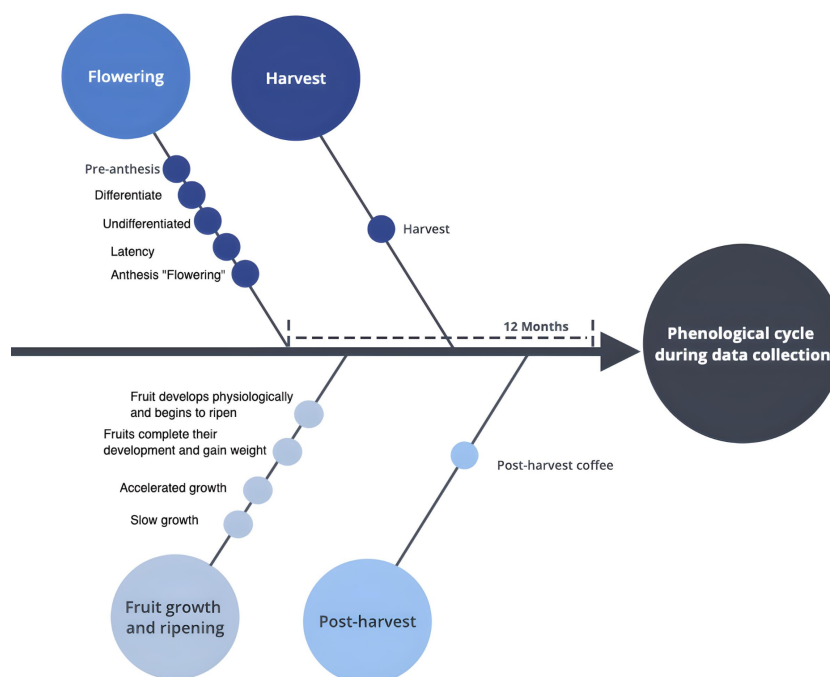 Flowering
Harvest
Pre-anthesis
Differentiate
Undifferentiated
Latency
Anthesis "Flowering"
Harvest
12 Months
Phenological cycle
during data collection
Fruit develops physiologically
and begins to ripen
Fruits complete their
development and gain weight
Accelerated growth
Slow growth
Post-harvest coffee
Fruit growth
and ripening
Post-harvest